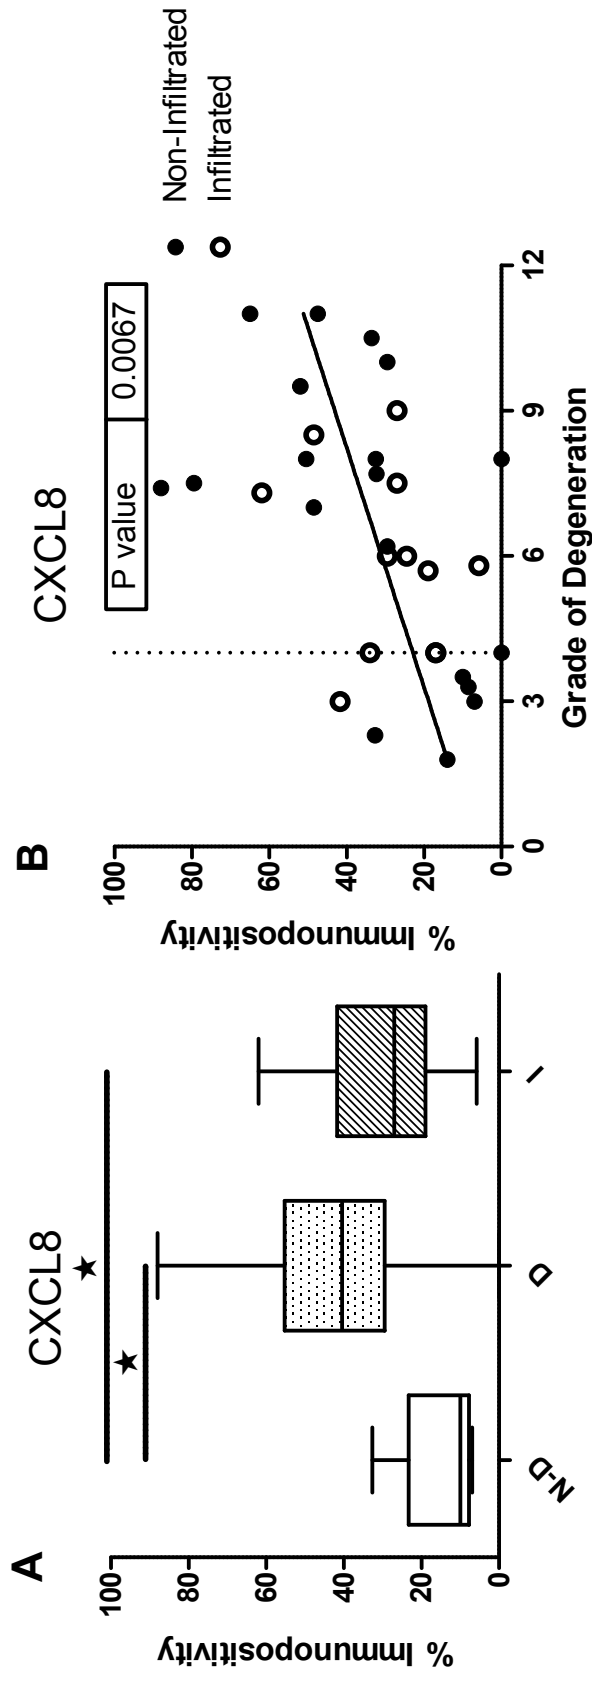 A
CXCL8
★
★
% Immunopositivity
100
80
60
40
20
0
N-D
D
I
B
CXCL8
P value 0.0067
Non-Infiltrated
Infiltrated
% Immunopositivity
100
80
60
40
20
0
0 3 6 9 12
Grade of Degeneration